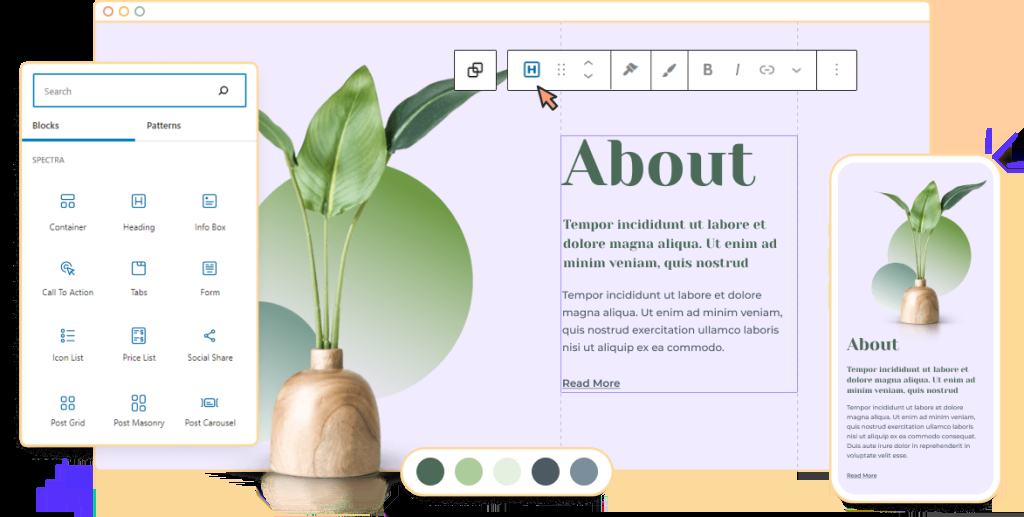 Search
Blocks
Patterns
SPECTRA
Container
Heading
Info Box
Call To Action
Tabs
Form
Icon List
Price List
Social Share
Post Grid
Post Masonry
Post Carousel
H
B
I
About
Tempor incididunt ut labore et
dolore magna aliqua. Ut enim ad
minim veniam, quis nostrud
Tempor incididunt ut labore et dolore
magna aliqua. Ut enim ad minim veniam,
quis nostrud exercitation ullamco laboris
nisi ut aliquip ex ea commodo.
Read More
About
Tempor incididunt ut labore et
dolore magna aliqua. Ut enim ad
minim veniam, quis nostrud
Tempor incididunt ut labore et dolore
magna aliqua. Ut enim ad minim veniam,
quis nostrud exercitation ullamco laboris
nisi ut aliquip ex ea commodo consequat.
Duis aute irure dolor in reprehenderit in
voluptate velit esse.
Read More